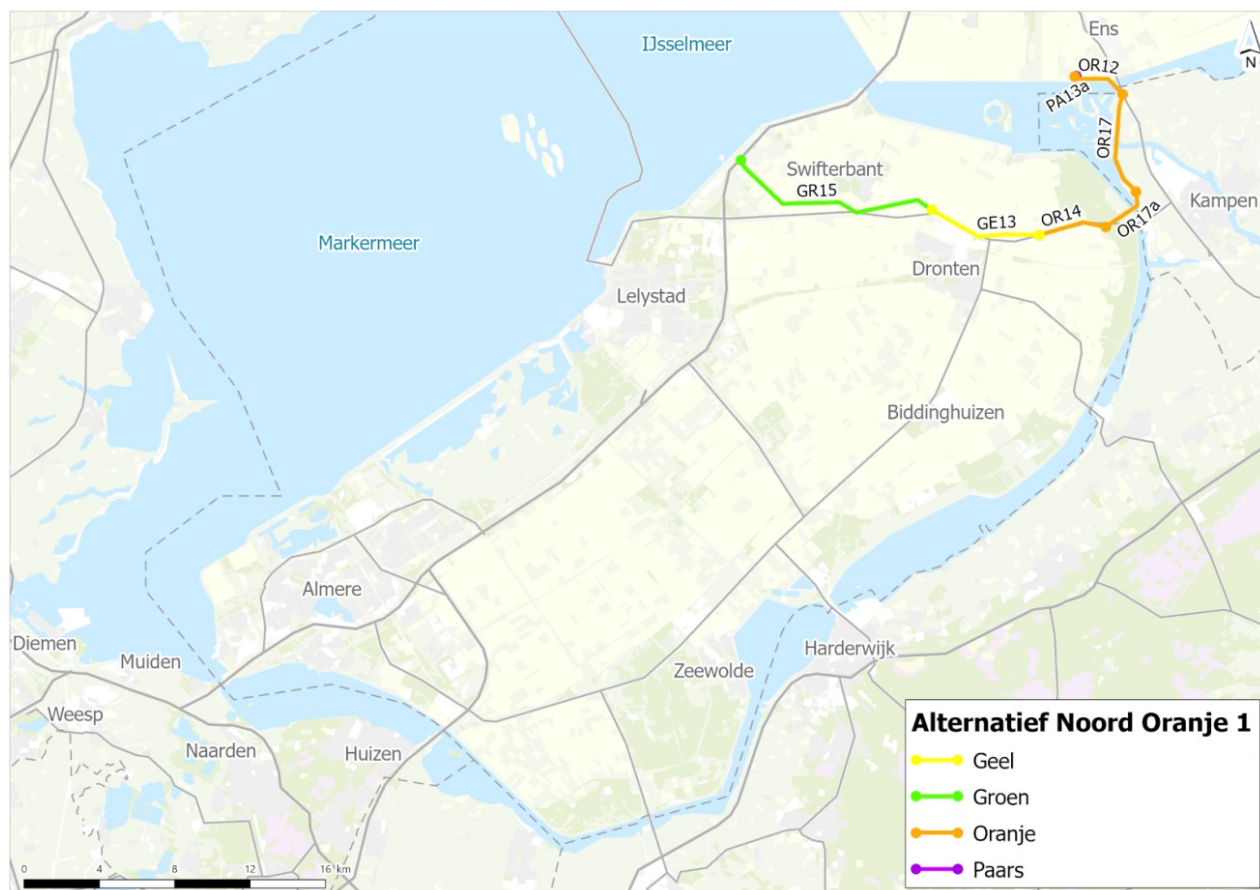 IJsselmeer
Ens
N
OR12
PA13a
OR17
Swifterbant
GR15
Kampen
OR14
OR17a
GE13
Markermeer
Dronten
Lelystad
Biddinghuizen
Almere
Diemen
Muiden
Harderwijk
Zeewolde
Weesp
Naarden
Huizen
Alternatief Noord Oranje 1
Geel
Groen
Oranje
Paars
0 4 8 12 16 km